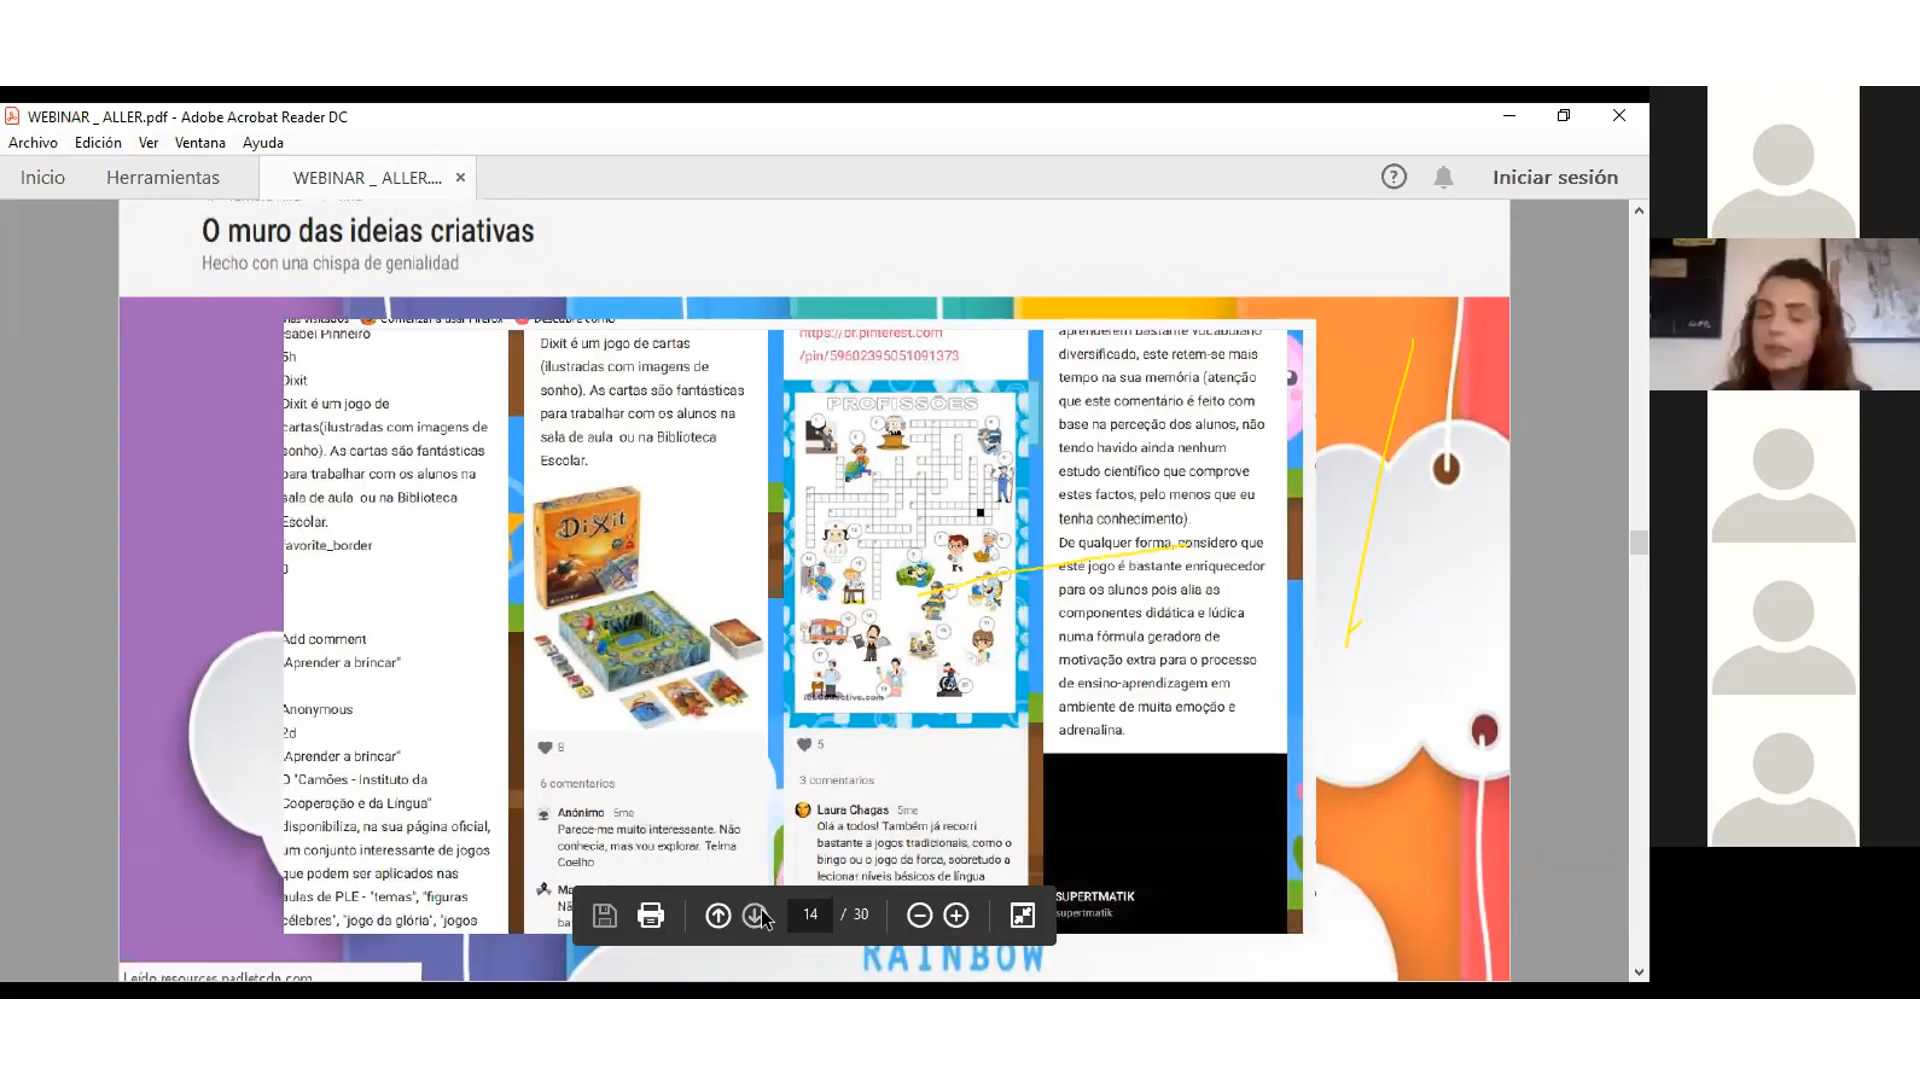 WEBINAR _ ALLER.pdf - Adobe Acrobat Reader DC
Archivo Edición Ver Ventana Ayuda
Inicio Herramientas WEBINAR _ ALLER.... ×
Iniciar sesión
O muro das ideias criativas
Hecho con una chispa de genialidad
Isabel Pinheiro
5h
Dixit
Dixit é um jogo de
cartas(ilustradas com imagens de
sonho). As cartas são fantásticas
para trabalhar com os alunos na
sala de aula ou na Biblioteca
Escolar.
favorite_border
0
Add comment
"Aprender a brincar"
Anonymous
2d
"Aprender a brincar"
O "Camões - Instituto da
Cooperação e da Língua"
disponibiliza, na sua página oficial,
um conjunto interessante de jogos
que podem ser aplicados nas
aulas de PLE - "temas", "figuras
célebres", "jogo da glória", "jogos
Dixit é um jogo de cartas
(ilustradas com imagens de
sonho). As cartas são fantásticas
para trabalhar com os alunos na
sala de aula ou na Biblioteca
Escolar.
DiXit
8
6 comentarios
Anónimo 5me
Parece-me muito interessante. Não
conhecia, mas vou explorar. Telma
Coelho
https://br.pinterest.com
/pin/59602395051091373
PROFISSÕES
iSLCollective.com
5
3 comentarios
Laura Chagas 5me
Olá a todos! Também já recorri
bastante a jogos tradicionais, como o
bingo ou o jogo da forca, sobretudo a
lecionar níveis básicos de língua
aprenderem bastante vocabulário
diversificado, este retem-se mais
tempo na sua memória (atenção
que este comentário é feito com
base na perceção dos alunos, não
tendo havido ainda nenhum
estudo científico que comprove
estes factos, pelo menos que eu
tenha conhecimento).
De qualquer forma, considero que
este jogo é bastante enriquecedor
para os alunos pois alia as
componentes didática e lúdica
numa fórmula geradora de
motivação extra para o processo
de ensino-aprendizagem em
ambiente de muita emoção e
adrenalina.
SUPERTMATIK
supertmatik
14 / 30
RAINBOW
Leído resources.padletcdn.com